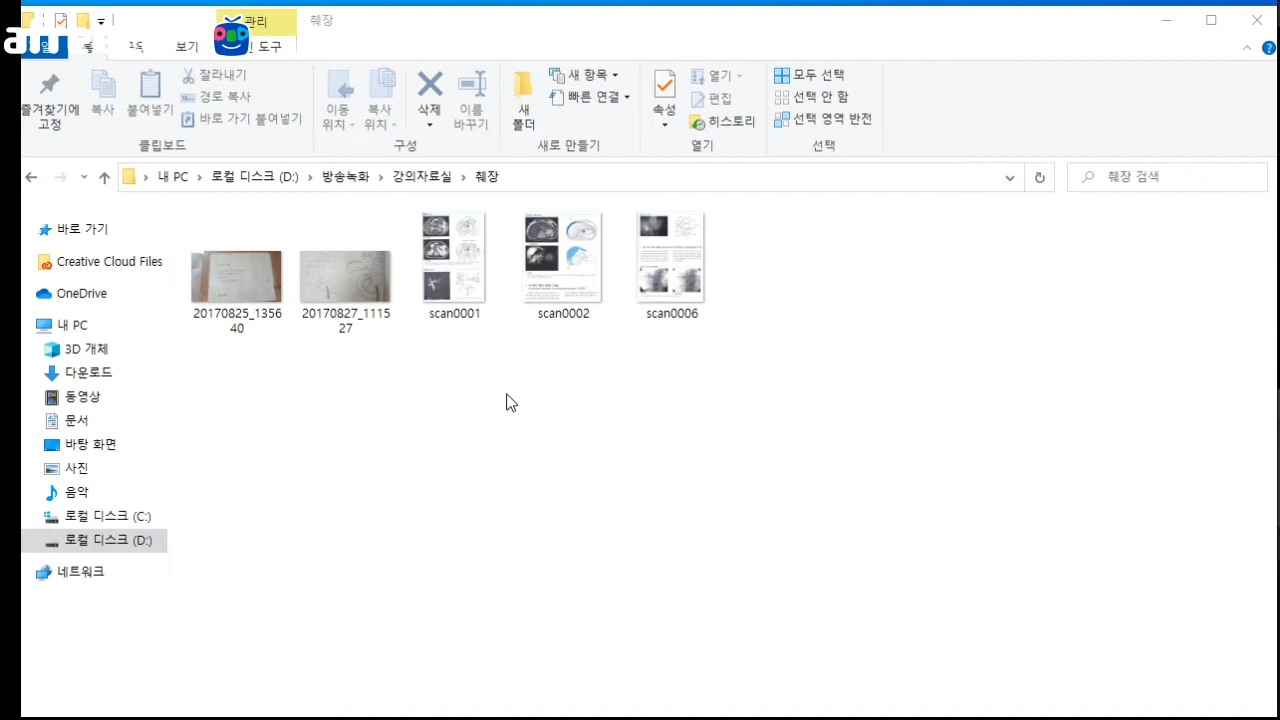 관리
췌장
보기
도구
즐겨찾기에
고정
복사
붙여넣기
잘라내기
경로 복사
바로 가기 붙여넣기
클립보드
이동
위치
복사
위치
삭제
이름
바꾸기
구성
새
폴더
새 항목
빠른 연결
새로 만들기
속성
열기
편집
히스토리
열기
모두 선택
선택 안 함
선택 영역 반전
선택
내 PC › 로컬 디스크 (D:) › 방송녹화 › 강의자료실 › 췌장
췌장 검색
바로 가기
Creative Cloud Files
OneDrive
내 PC
3D 개체
다운로드
동영상
문서
바탕 화면
사진
음악
로컬 디스크 (C:)
로컬 디스크 (D:)
네트워크
20170825_1356
40
20170827_1115
27
scan0001
scan0002
scan0006